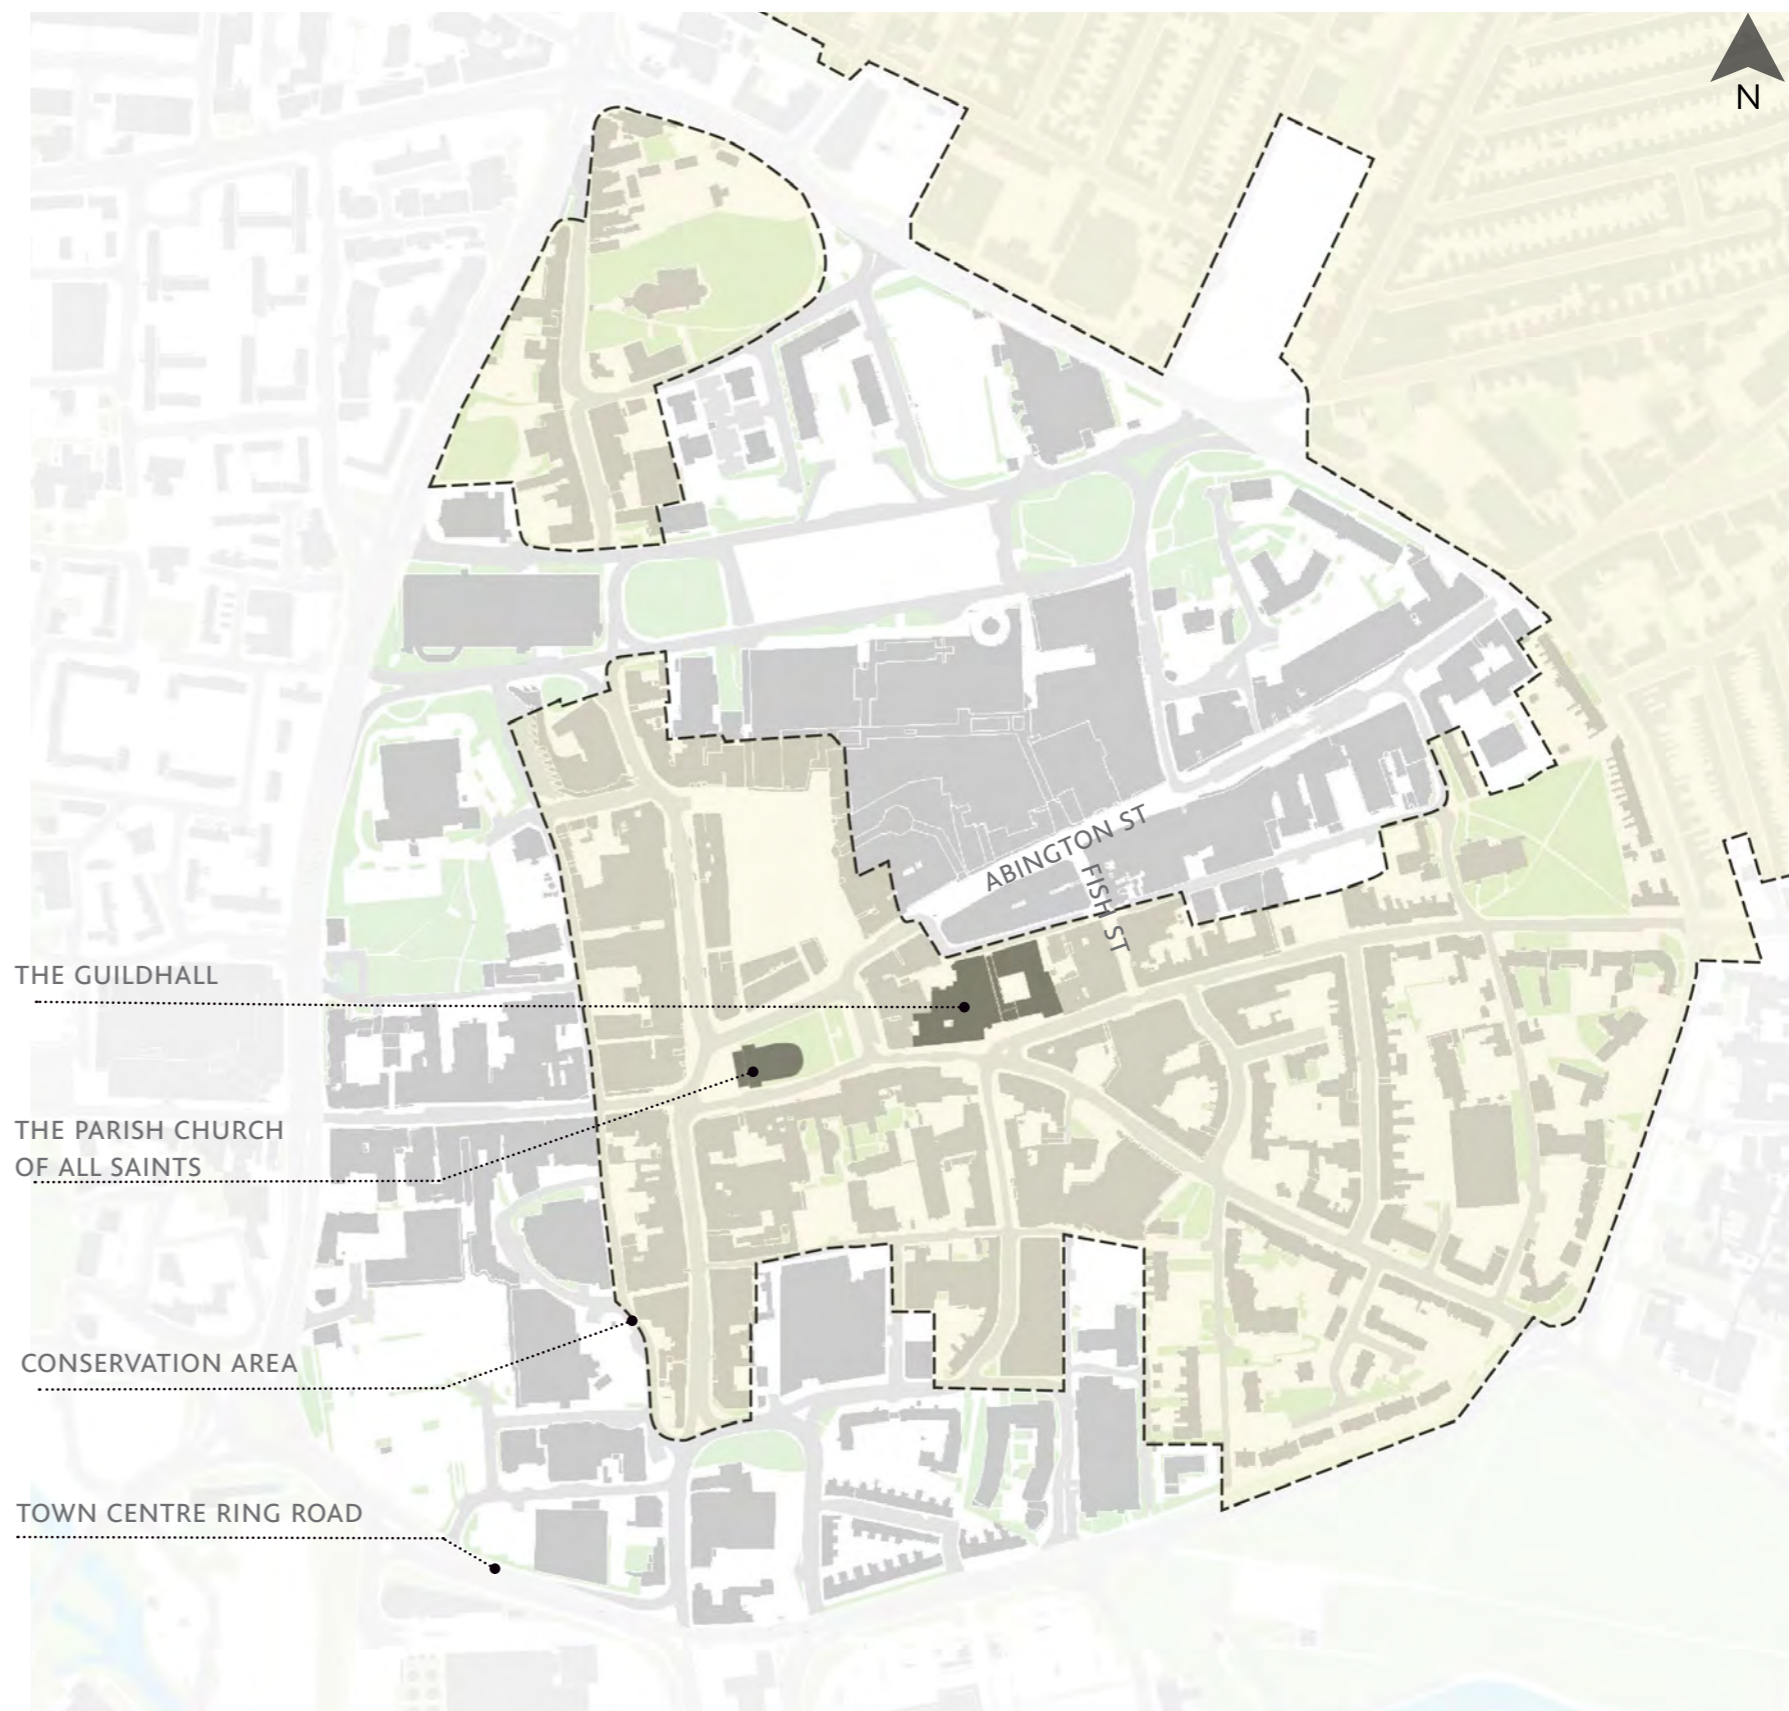 N
ABINGTON ST
FISH ST
THE GUILDHALL
THE PARISH CHURCH
OF ALL SAINTS
CONSERVATION AREA
TOWN CENTRE RING ROAD